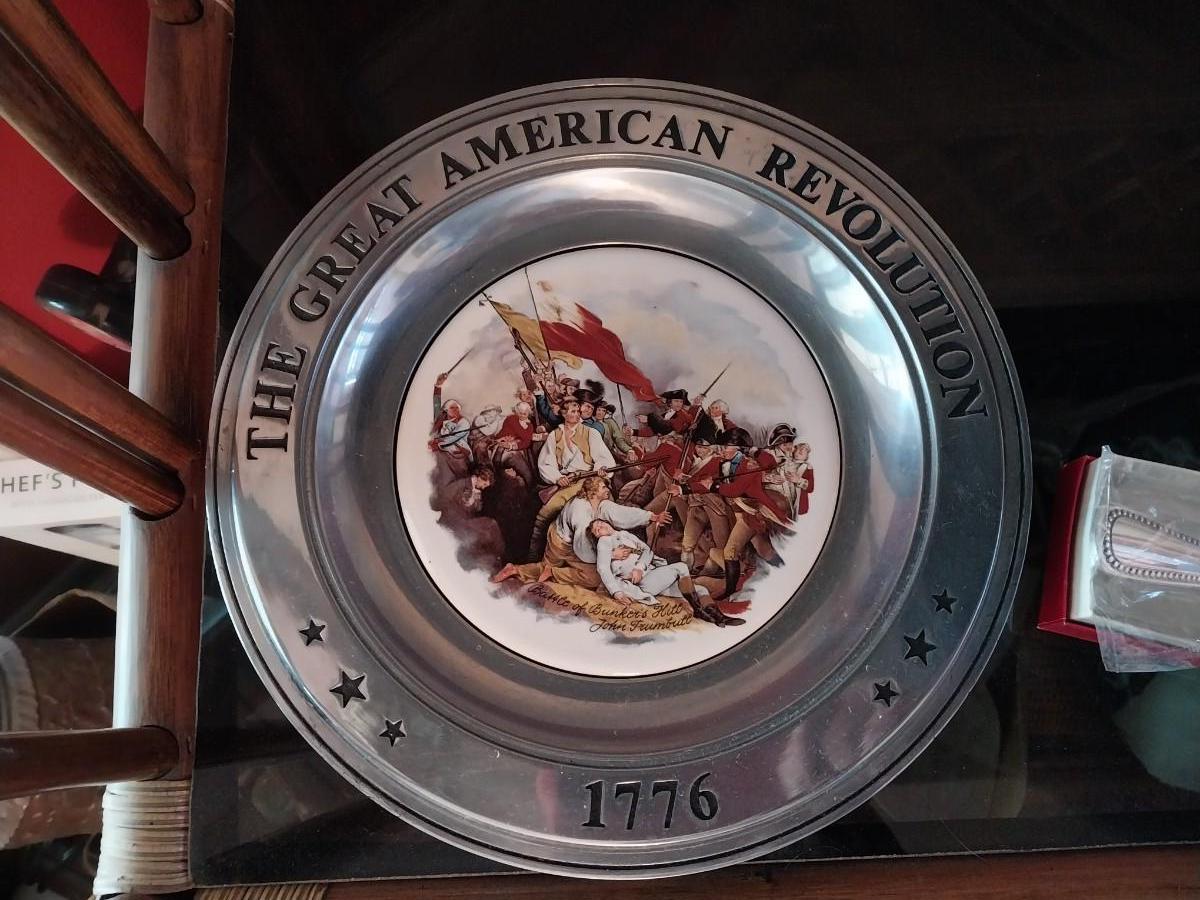 THE GREAT AMERICAN REVOLUTION
Battle of Bunker's Hill
John Trumbull
1776
HEF'S